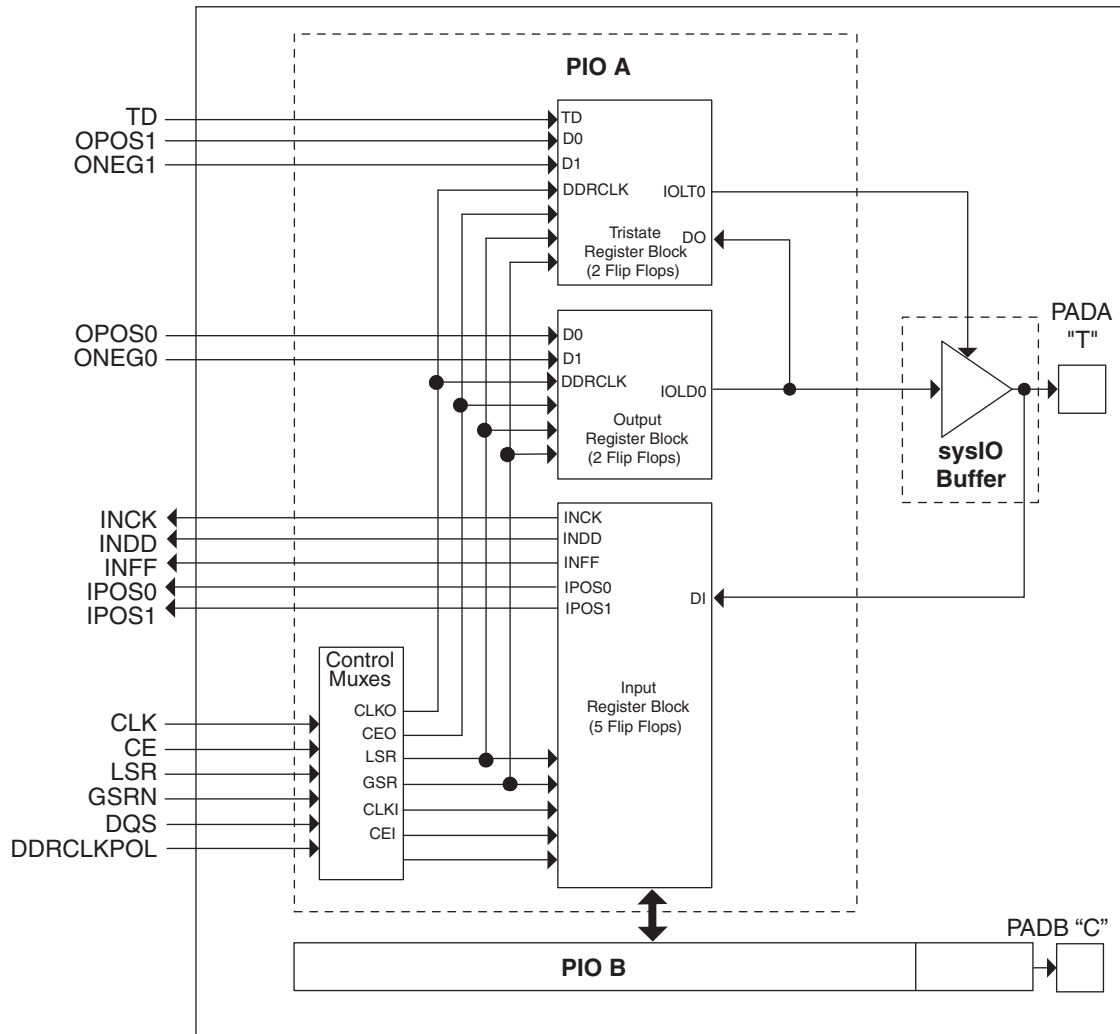 PIO A
TD
OPOS1
ONEG1
TD
D0
D1
DDRCLK
IOLT0
DO
Tristate
Register Block
(2 Flip Flops)
OPOS0
ONEG0
D0
D1
DDRCLK
IOLD0
Output
Register Block
(2 Flip Flops)
PADA
"T"
sysIO
Buffer
INCK
INDD
INFF
IPOS0
IPOS1
INCK
INDD
INFF
IPOS0
IPOS1
DI
Input
Register Block
(5 Flip Flops)
Control
Muxes
CLKO
CEO
LSR
GSR
CLKI
CEI
CLK
CE
LSR
GSRN
DQS
DDRCLKPOL
PADB “C”
PIO B